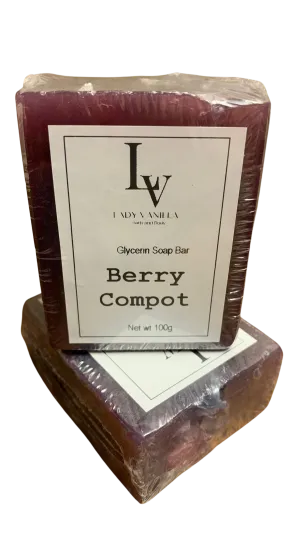 LV
LADY VANILLA
Glycerin Soap Bar
Berry
Compot
Net wt 100g